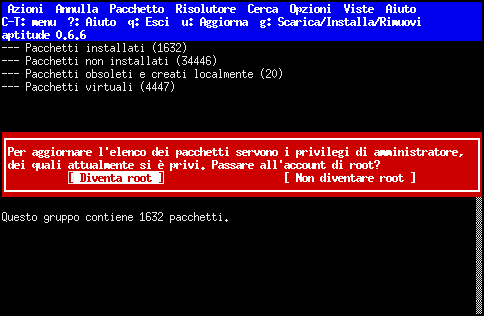 Azioni Annulla Pacchetto Risolutore Cerca Opzioni Viste Aiuto
C-T: menu ?: Aiuto q: Esci u: Aggiorna g: Scarica/Installa/Rimuovi
aptitude 0.6.6
--- Pacchetti installati (1632)
--- Pacchetti non installati (34446)
--- Pacchetti obsoleti e creati localmente (20)
--- Pacchetti virtuali (4447)
Per aggiornare l'elenco dei pacchetti servono i privilegi di amministratore,
dei quali attualmente si è privi. Passare all'account di root?
[ Diventa root ] [ Non diventare root ]
Questo gruppo contiene 1632 pacchetti.